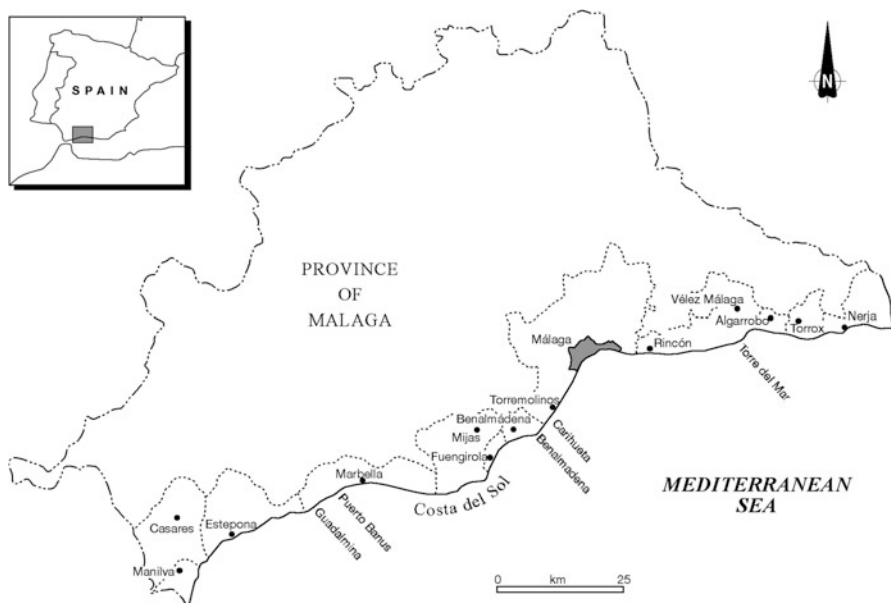 SPAIN
N
PROVINCE
OF
MALAGA
Vélez Málaga
Algarrobo
Torrox
Nerja
Málaga
Rincón
Torre del Mar
Torremolinos
Carihueta
Benalmádena
Benalmadena
Mijas
Fuengirola
Marbella
Costa del Sol
Puerto Banus
Guadalmina
MEDITERRANEAN
SEA
Casares
Estepona
Manilva
0 km 25